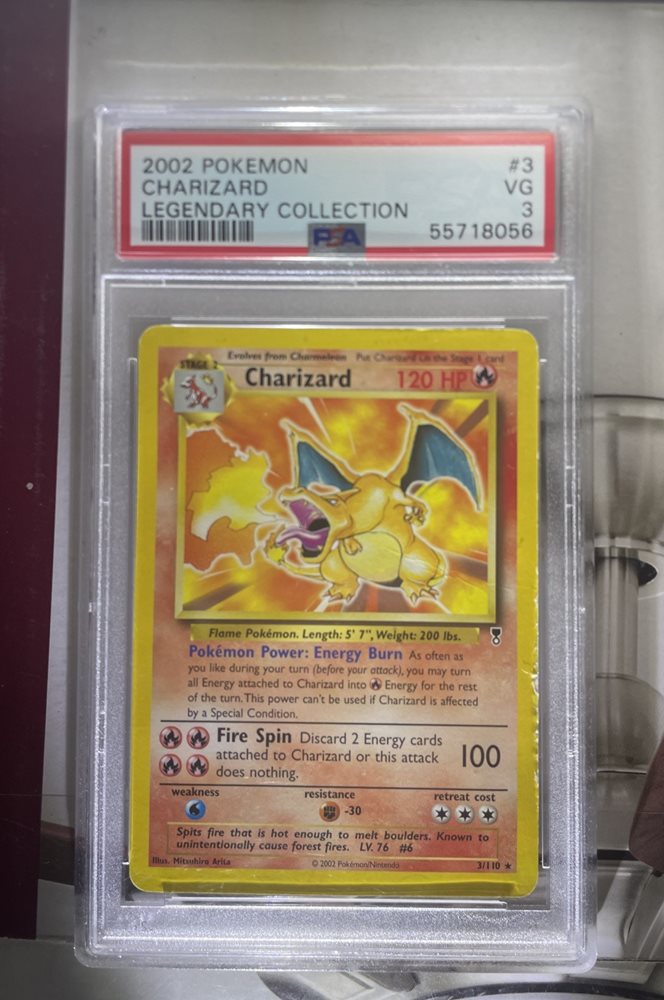 2002 POKEMON #3
CHARIZARD VG
LEGENDARY COLLECTION 3
PSA 55718056
Evolves from Charmeleon Put Charizard on the Stage 1 card
STAGE 2
Charizard 120 HP
Flame Pokémon. Length: 5' 7", Weight: 200 lbs.
Pokémon Power: Energy Burn As often as
you like during your turn (before your attack), you may turn
all Energy attached to Charizard into Energy for the rest
of the turn. This power can't be used if Charizard is affected
by a Special Condition.
Fire Spin Discard 2 Energy cards
attached to Charizard or this attack 100
does nothing.
weakness resistance retreat cost
-30
Spits fire that is hot enough to melt boulders. Known to
unintentionally cause forest fires. LV. 76 #6
Illus. Mitsuhiro Arita © 2002 Pokémon/Nintendo 3/110 ★